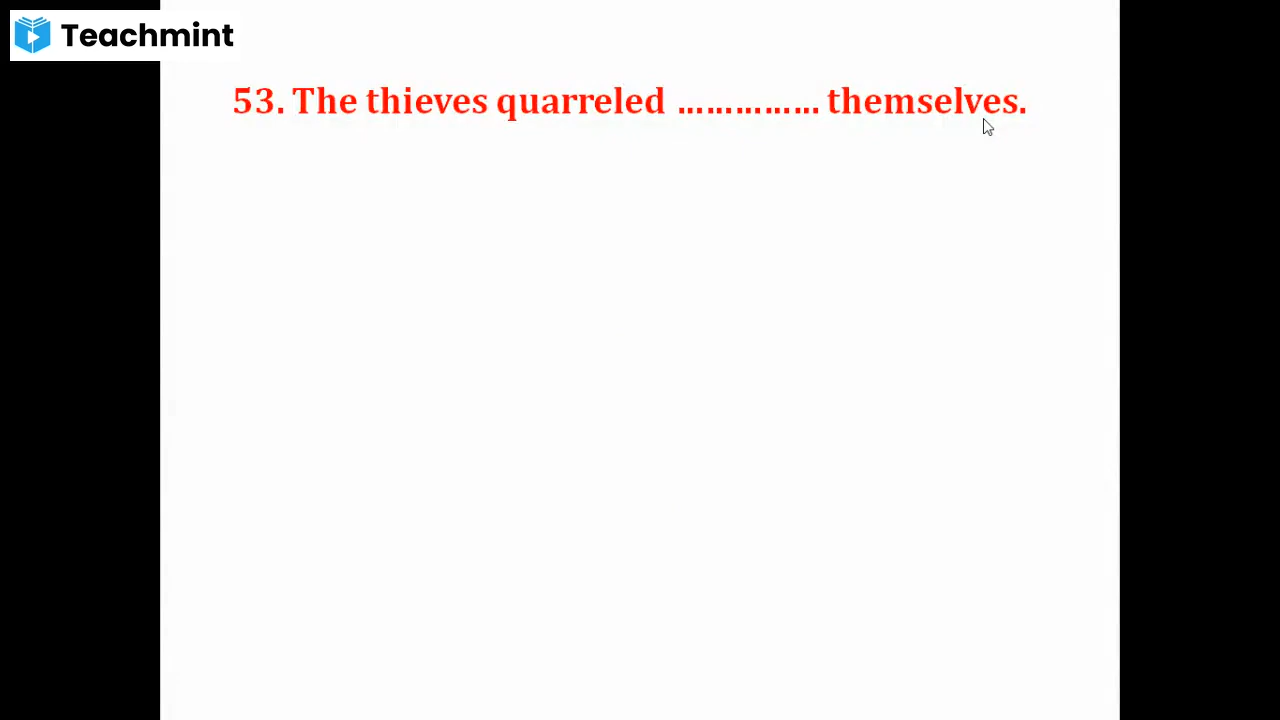 Teachmint
53. The thieves quarreled ............... themselves.